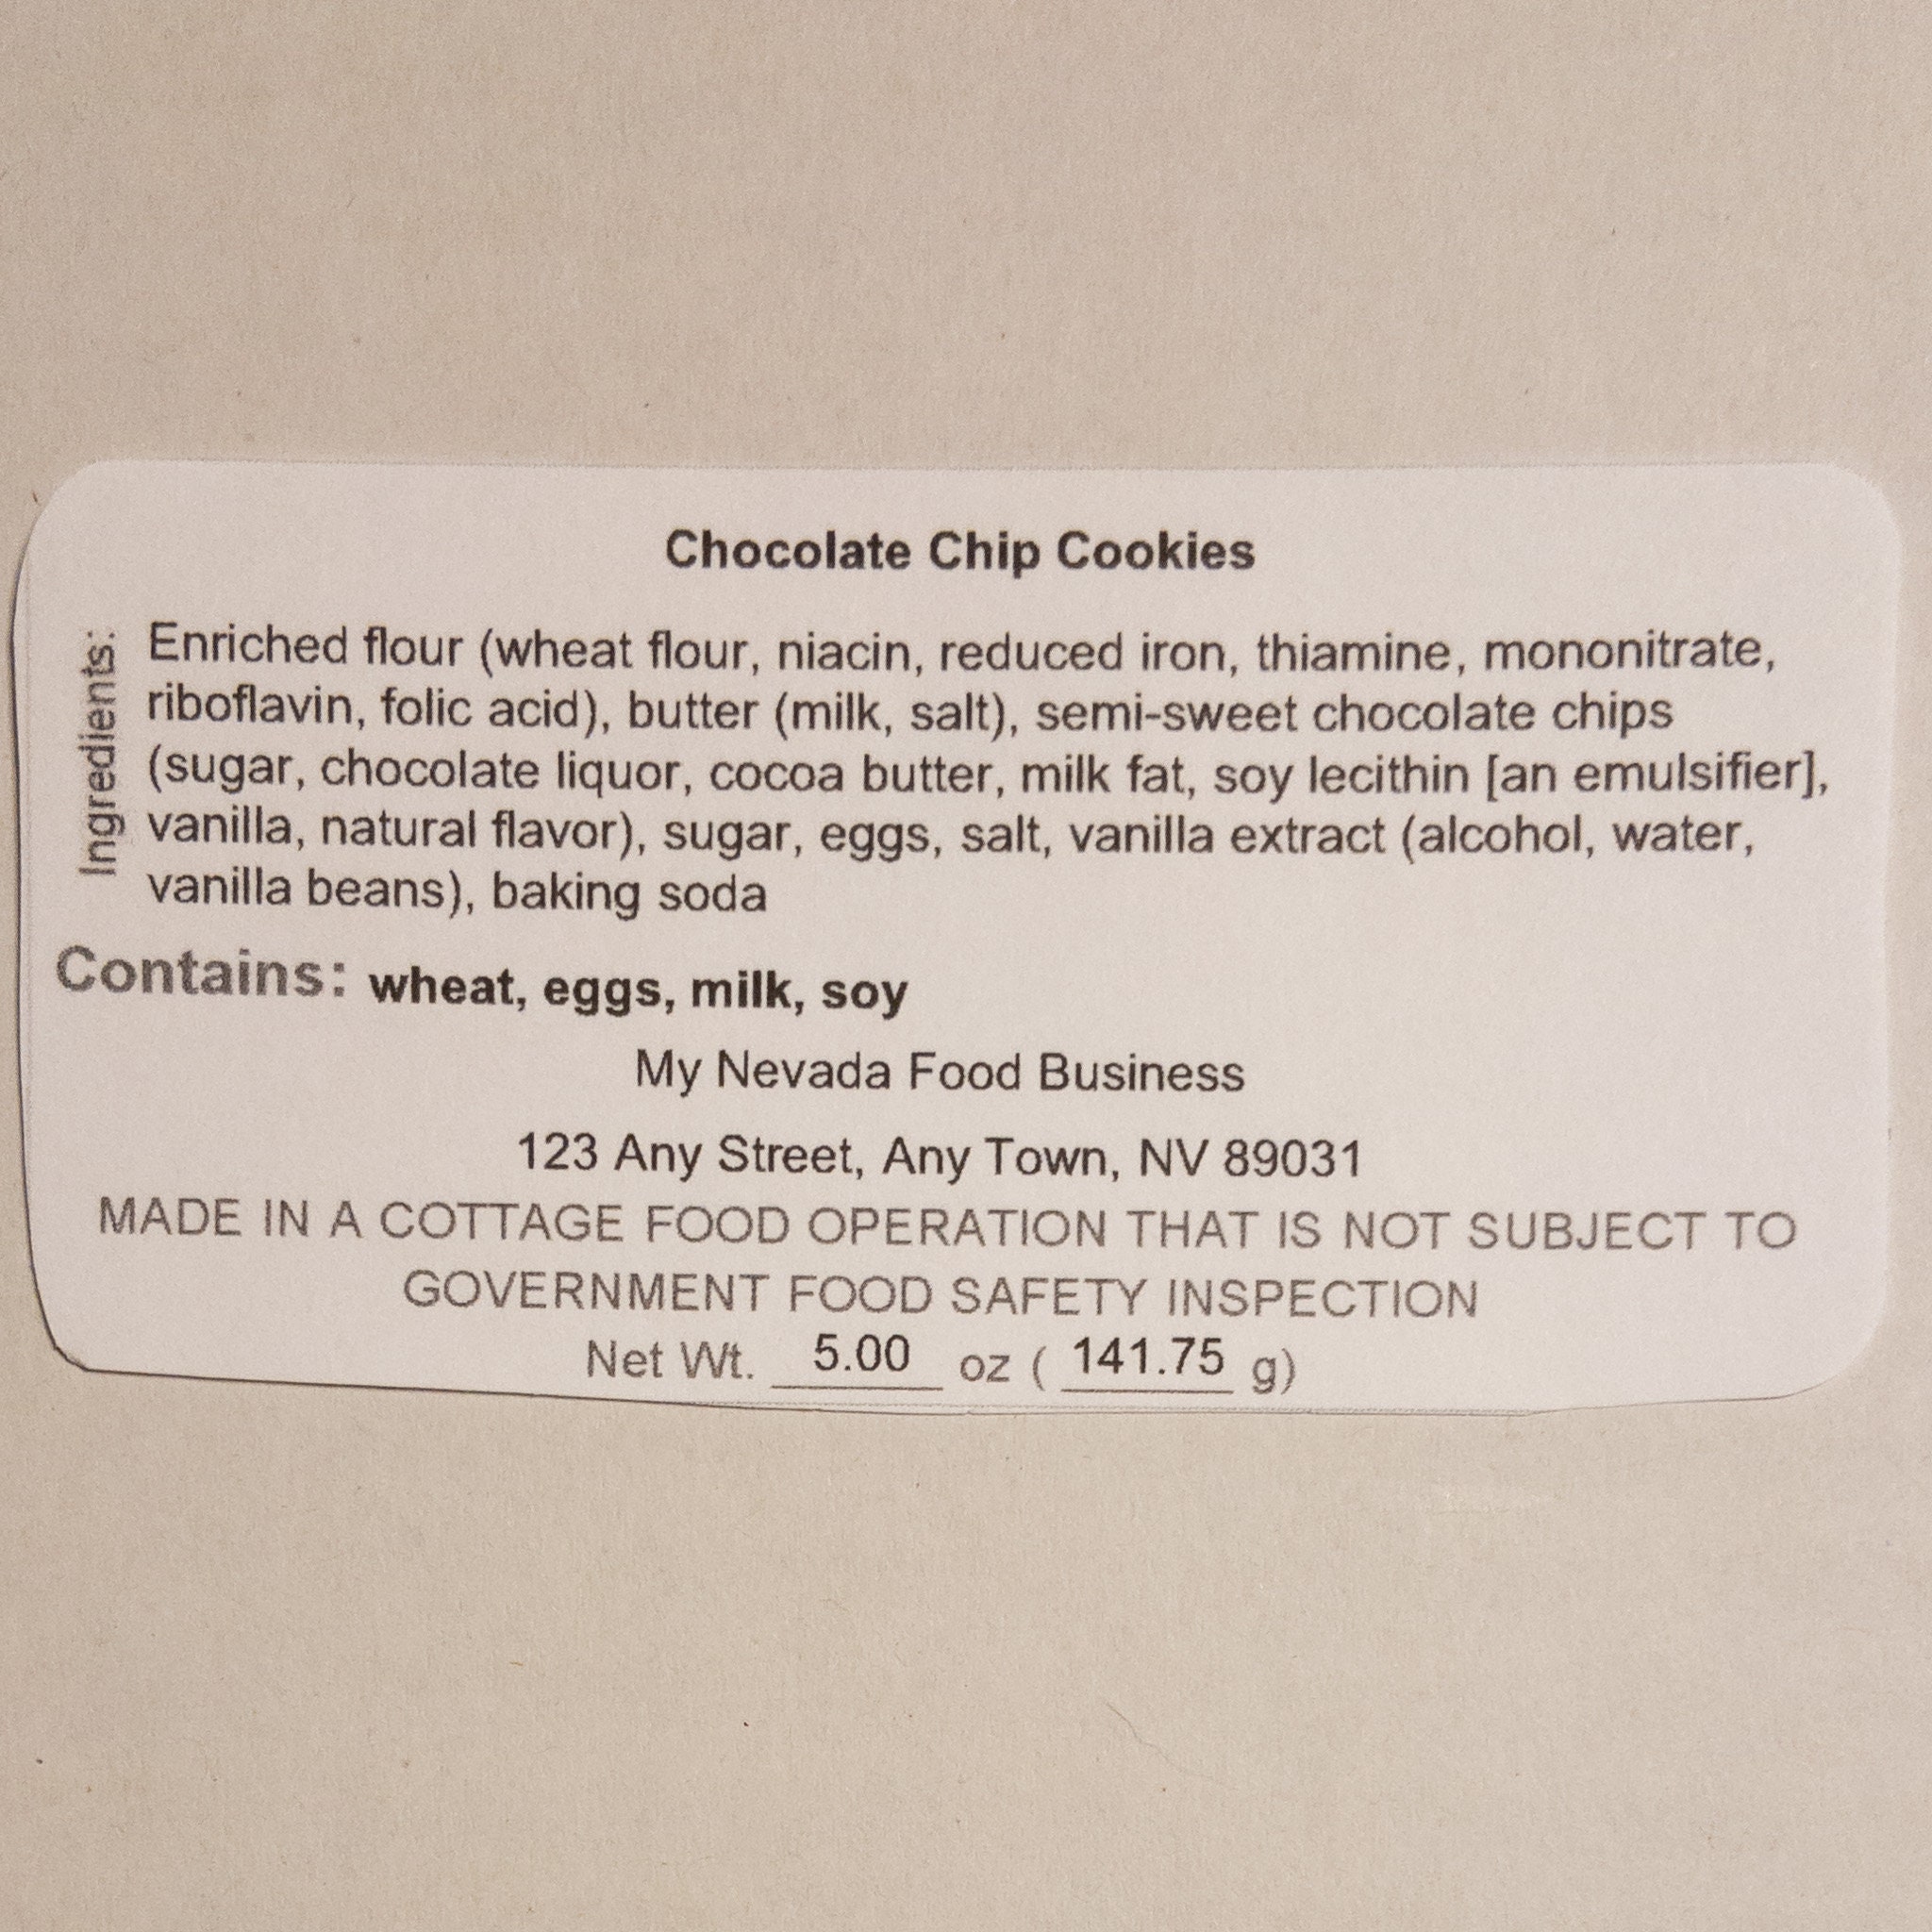 Chocolate Chip Cookies
Ingredients:
Enriched flour (wheat flour, niacin, reduced iron, thiamine, mononitrate,
riboflavin, folic acid), butter (milk, salt), semi-sweet chocolate chips
(sugar, chocolate liquor, cocoa butter, milk fat, soy lecithin [an emulsifier],
vanilla, natural flavor), sugar, eggs, salt, vanilla extract (alcohol, water,
vanilla beans), baking soda
Contains: wheat, eggs, milk, soy
My Nevada Food Business
123 Any Street, Any Town, NV 89031
MADE IN A COTTAGE FOOD OPERATION THAT IS NOT SUBJECT TO
GOVERNMENT FOOD SAFETY INSPECTION
Net Wt. 5.00 oz ( 141.75 g)